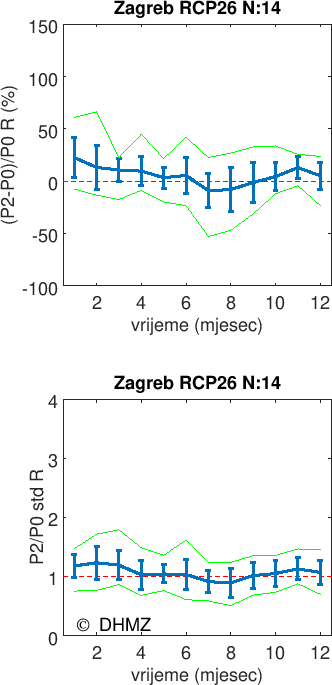 Zagreb RCP26 N:14
150
100
50
0
-50
-100
(P2-P0)/P0 R (%)
2 4 6 8 10 12
vrijeme (mjesec)
Zagreb RCP26 N:14
4
3
2
1
0
P2/P0 std R
© DHMZ
2 4 6 8 10 12
vrijeme (mjesec)